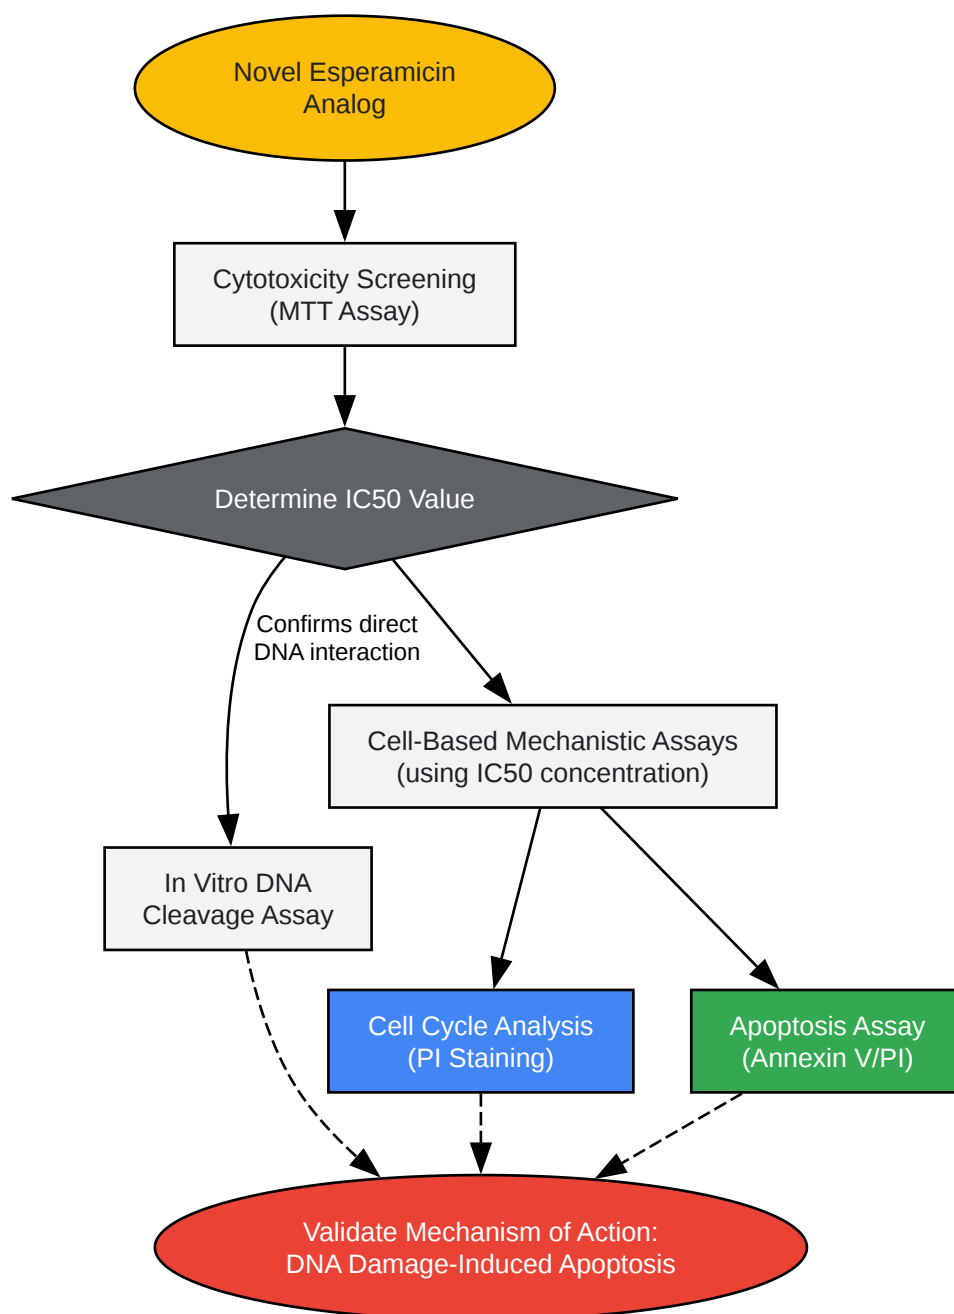 Novel Esperamicin
Analog
Cytotoxicity Screening
(MTT Assay)
Determine IC50 Value
Confirms direct
DNA interaction
Cell-Based Mechanistic Assays
(using IC50 concentration)
In Vitro DNA
Cleavage Assay
Cell Cycle Analysis
(PI Staining)
Apoptosis Assay
(Annexin V/PI)
Validate Mechanism of Action:
DNA Damage-Induced Apoptosis